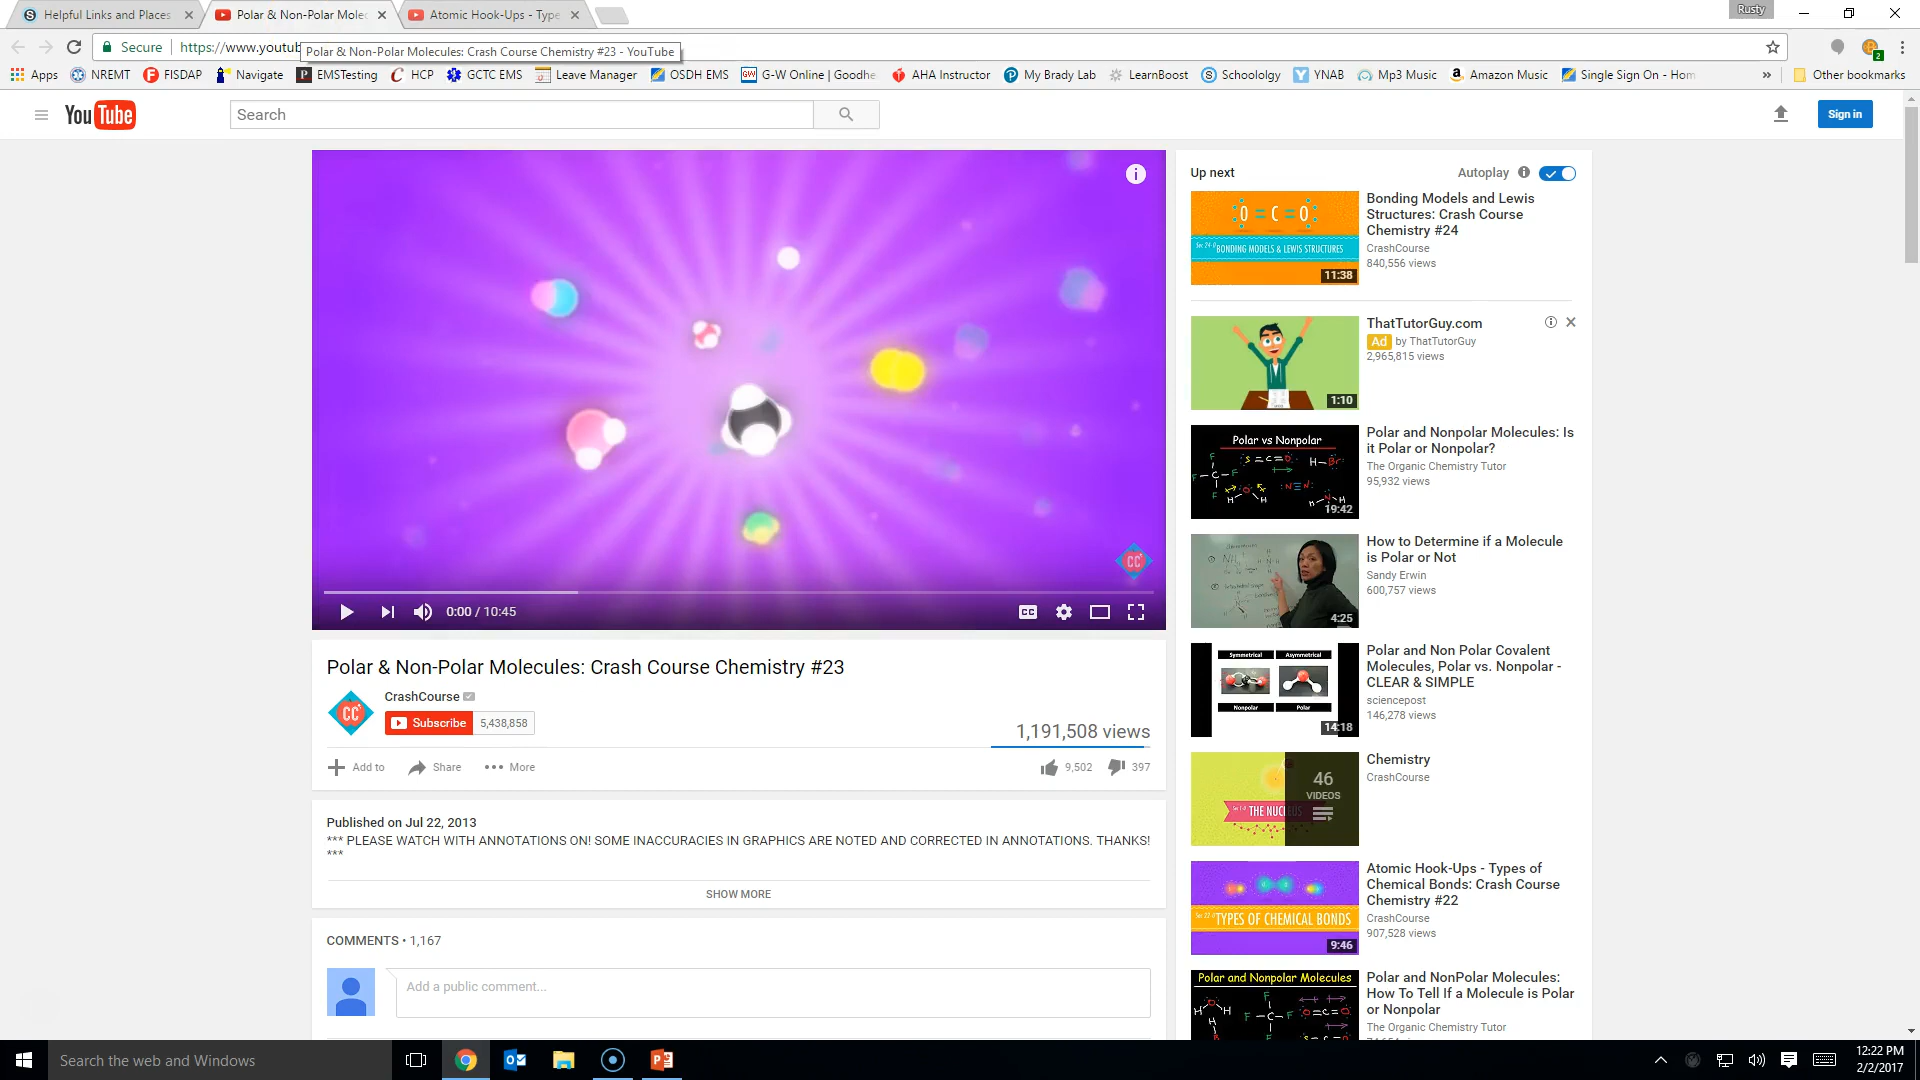 Helpful Links and Places
Polar & Non-Polar Molec
Atomic Hook-Ups - Type
Rusty
Secure
https://www.youtub
Polar & Non-Polar Molecules: Crash Course Chemistry #23 - YouTube
2
Apps
NREMT
FISDAP
Navigate
EMSTesting
HCP
GCTC EMS
Leave Manager
OSDH EMS
G-W Online | Goodhe
AHA Instructor
My Brady Lab
LearnBoost
Schoololgy
YNAB
Mp3 Music
Amazon Music
Single Sign On - Hom
»
Other bookmarks
YouTube
Search
Sign in
CC
0:00 / 10:45
CC
Polar & Non-Polar Molecules: Crash Course Chemistry #23
CC
CrashCourse
Subscribe 5,438,858
1,191,508 views
Add to
Share
More
9,502
397
Published on Jul 22, 2013
*** PLEASE WATCH WITH ANNOTATIONS ON! SOME INACCURACIES IN GRAPHICS ARE NOTED AND CORRECTED IN ANNOTATIONS. THANKS!
***
SHOW MORE
COMMENTS • 1,167
Add a public comment...
Up next
Autoplay
O = C = O
BONDING MODELS & LEWIS STRUCTURES
11:38
Bonding Models and Lewis
Structures: Crash Course
Chemistry #24
CrashCourse
840,556 views
1:10
ThatTutorGuy.com
Ad by ThatTutorGuy
2,965,815 views
Polar vs Nonpolar
19:42
Polar and Nonpolar Molecules: Is
it Polar or Nonpolar?
The Organic Chemistry Tutor
95,932 views
4:25
How to Determine if a Molecule
is Polar or Not
Sandy Erwin
600,757 views
Symmetrical
Asymmetrical
Nonpolar
Polar
14:18
Polar and Non Polar Covalent
Molecules, Polar vs. Nonpolar -
CLEAR & SIMPLE
sciencepost
146,278 views
THE NUCLEUS
46
VIDEOS
Chemistry
CrashCourse
TYPES OF CHEMICAL BONDS
9:46
Atomic Hook-Ups - Types of
Chemical Bonds: Crash Course
Chemistry #22
CrashCourse
907,528 views
Polar and Nonpolar Molecules
Polar and NonPolar Molecules:
How To Tell If a Molecule is Polar
or Nonpolar
The Organic Chemistry Tutor
Search the web and Windows
12:22 PM
2/2/2017